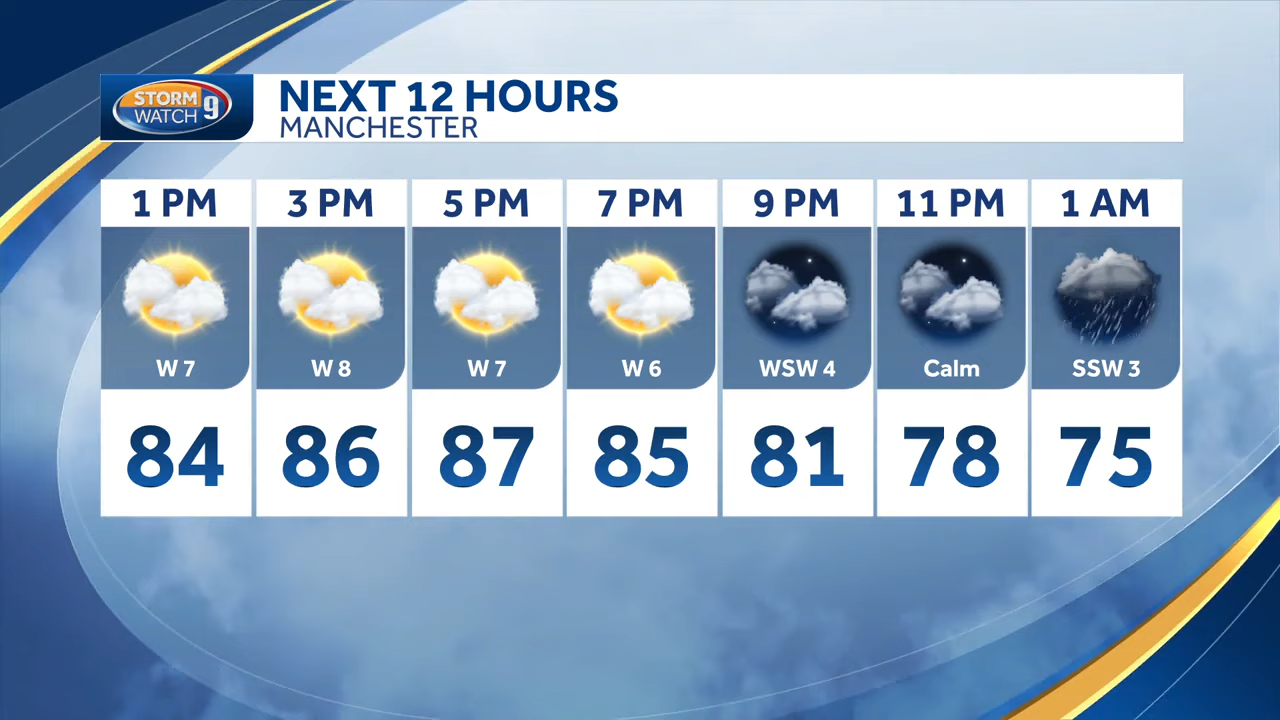 STORM
WATCH 9
NEXT 12 HOURS
MANCHESTER
1 PM 3 PM 5 PM 7 PM 9 PM 11 PM 1 AM
W 7 W 8 W 7 W 6 WSW 4 Calm SSW 3
84 86 87 85 81 78 75